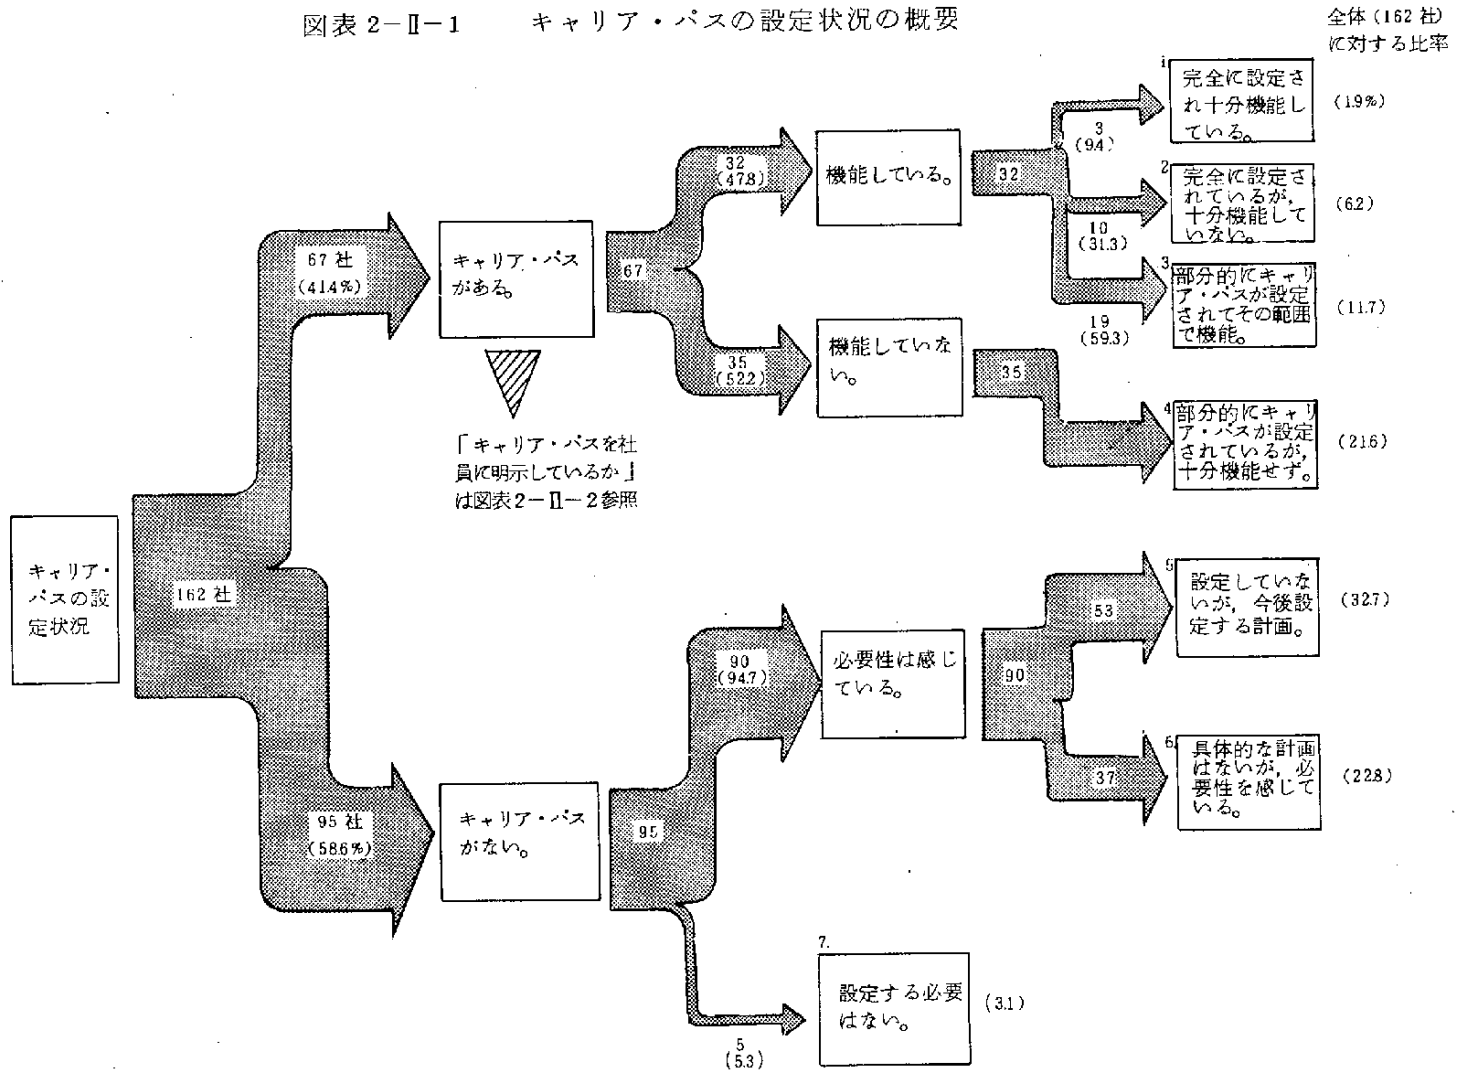 図表2-Ⅱ-1 キャリア・パスの設定状況の概要
全体(162社)
に対する比率
キャリア・
パスの設
定状況
162社
67社
(41.4%)
キャリア・パス
がある。
「キャリア・パスを社
員に明示しているか」
は図表2-Ⅱ-2参照
67
32
(47.8)
機能している。
32
3
(9.4)
1
完全に設定さ
れ十分機能し
ている。
(1.9%)
10
(31.3)
2
完全に設定さ
れているが,
十分機能して
いない。
(6.2)
19
(59.3)
3
部分的にキャリ
ア・パスが設定
されてその範囲
で機能。
(11.7)
35
(52.2)
機能していな
い。
35
4
部分的にキャリ
ア・パスが設定
されているが,
十分機能せず。
(21.6)
95社
(58.6%)
キャリア・パス
がない。
95
90
(94.7)
必要性は感じ
ている。
90
53
5
設定していな
いが,今後設
定する計画。
(32.7)
37
6.
具体的な計画
はないが,必
要性を感じて
いる。
(22.8)
5
(5.3)
7.
設定する必要
はない。
(3.1)